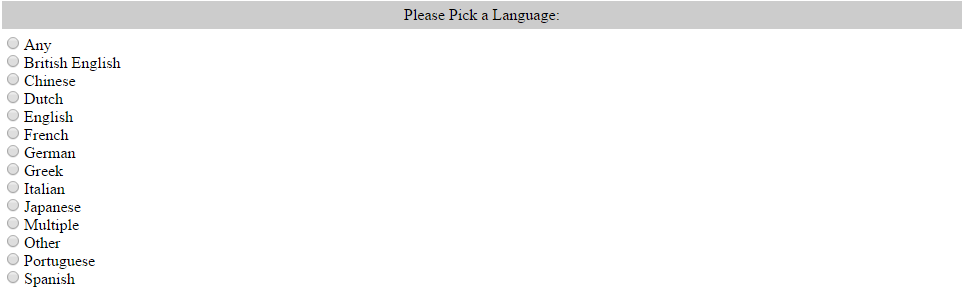 Please Pick a Language:
Any
British English
Chinese
Dutch
English
French
German
Greek
Italian
Japanese
Multiple
Other
Portuguese
Spanish